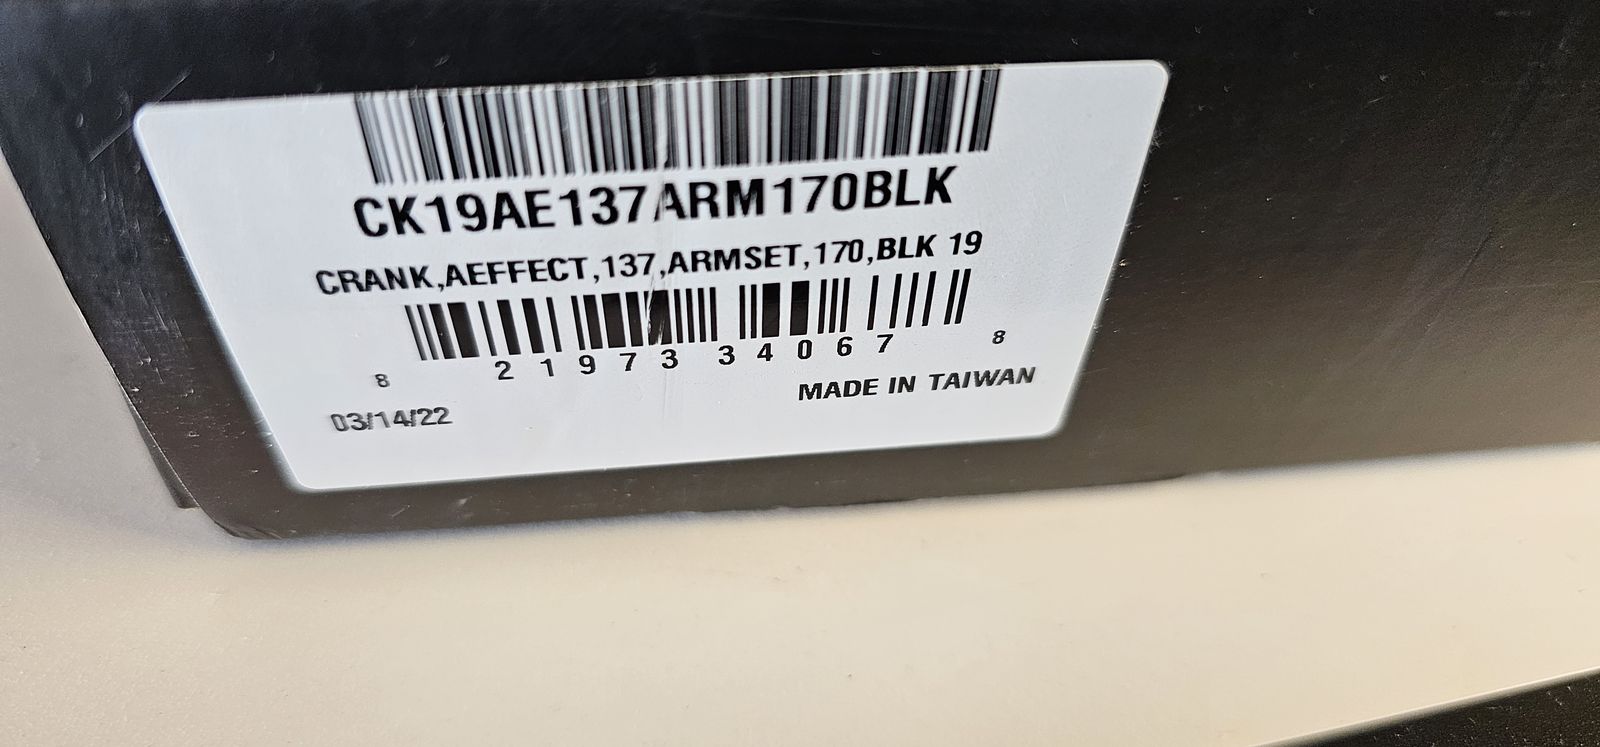 CK19AE137ARM170BLK
CRANK,AEFFECT,137,ARMSET,170,BLK 19
8 21973 34067 8
03/14/22
MADE IN TAIWAN